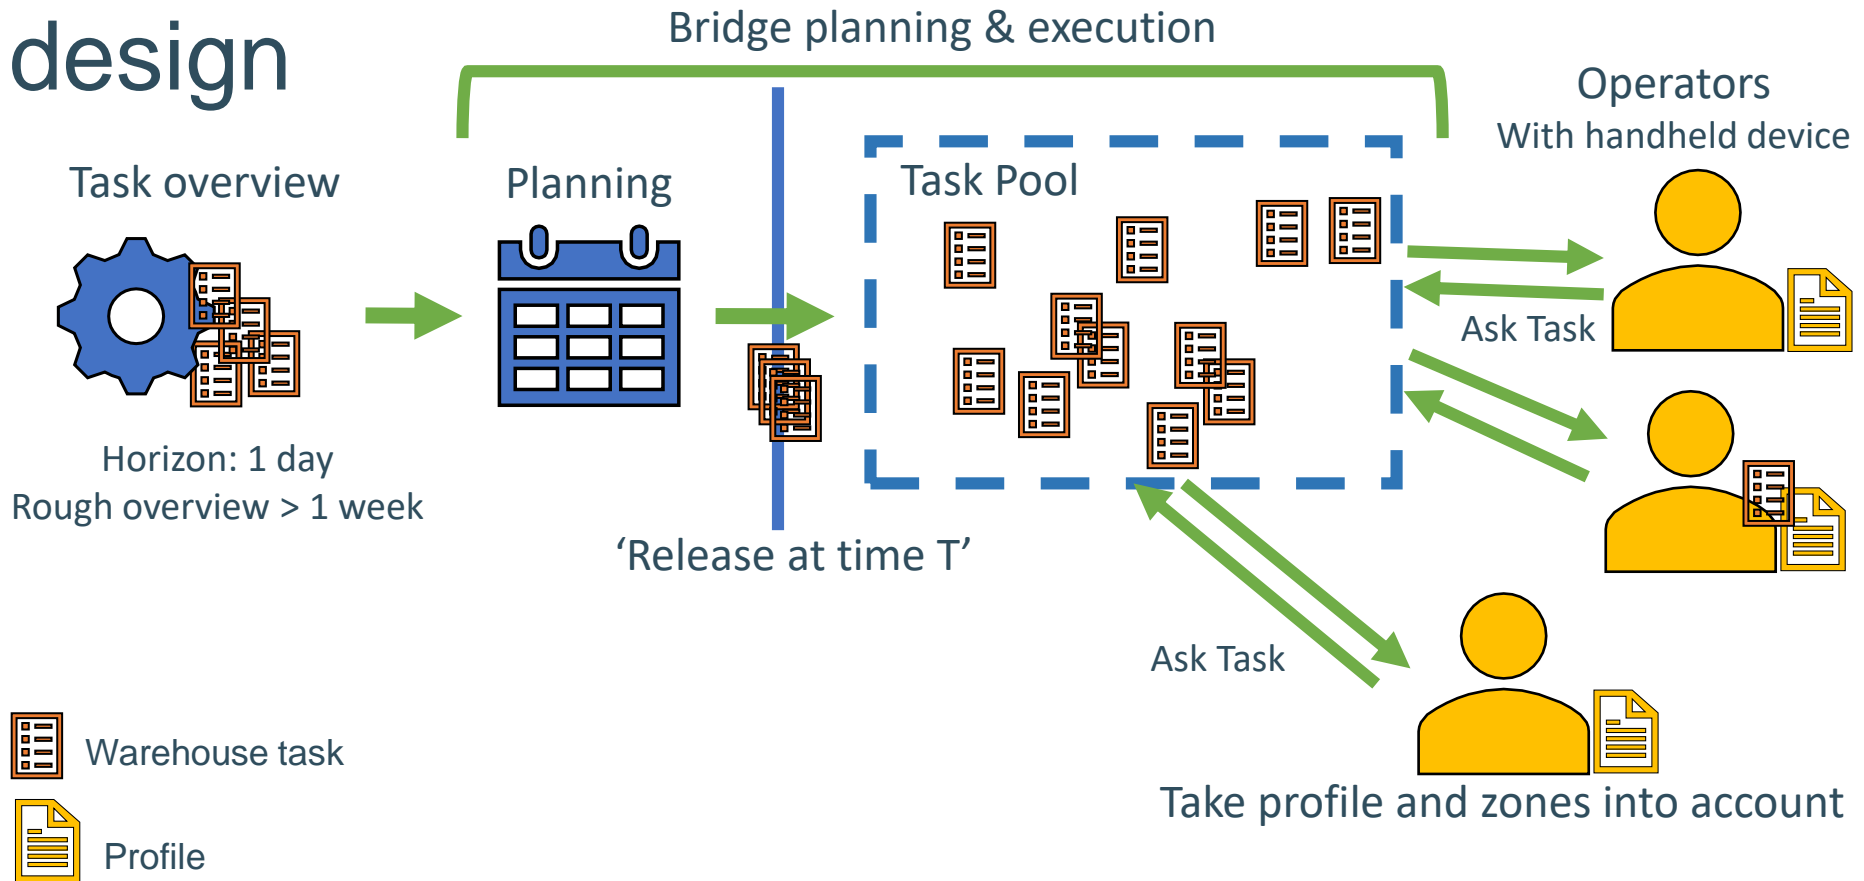 design
Bridge planning & execution
Operators
With handheld device
Task overview
Planning
Task Pool
Ask Task
Horizon: 1 day
Rough overview > 1 week
‘Release at time T’
Ask Task
Take profile and zones into account
Warehouse task
Profile